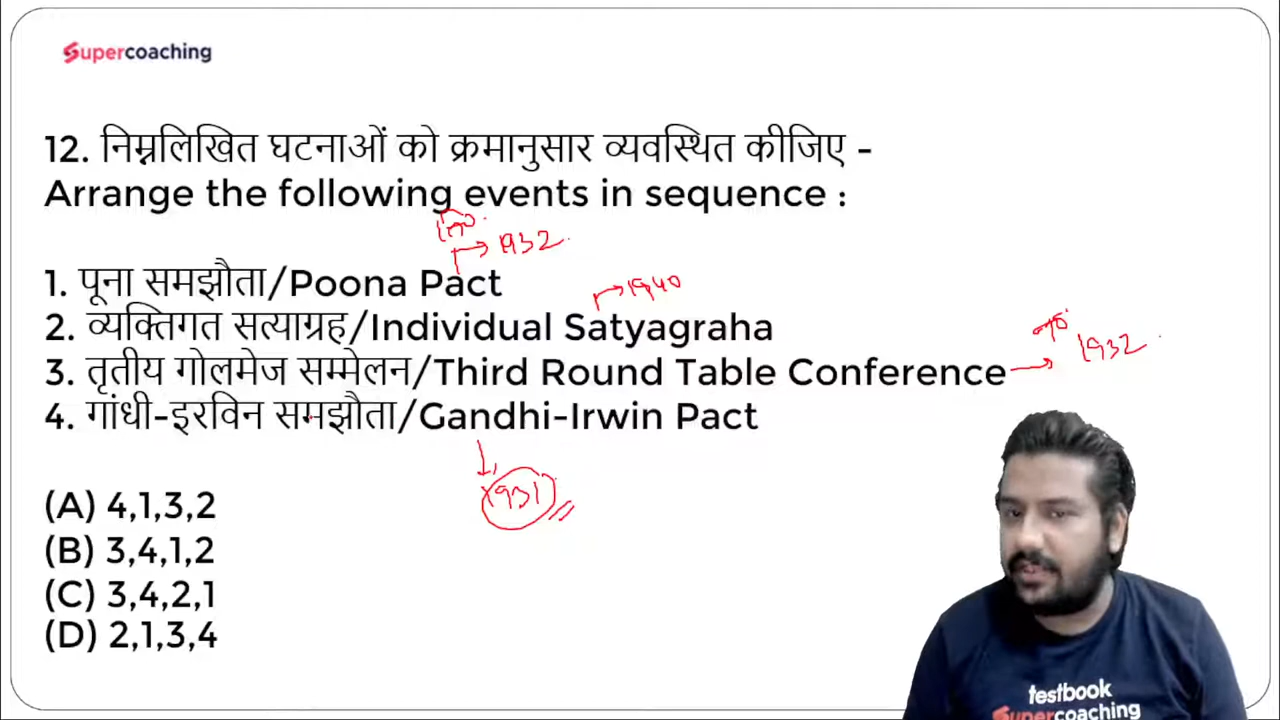 Supercoaching
12. निम्नलिखित घटनाओं को क्रमानुसार व्यवस्थित कीजिए -
Arrange the following events in sequence :
1932
1. पूना समझौता/Poona Pact
1940
2. व्यक्तिगत सत्याग्रह/Individual Satyagraha
3. तृतीय गोलमेज सम्मेलन/Third Round Table Conference
1932
4. गांधी-इरविन समझौता/Gandhi-Irwin Pact
1931
(A) 4,1,3,2
(B) 3,4,1,2
(C) 3,4,2,1
(D) 2,1,3,4
testbook
Supercoaching